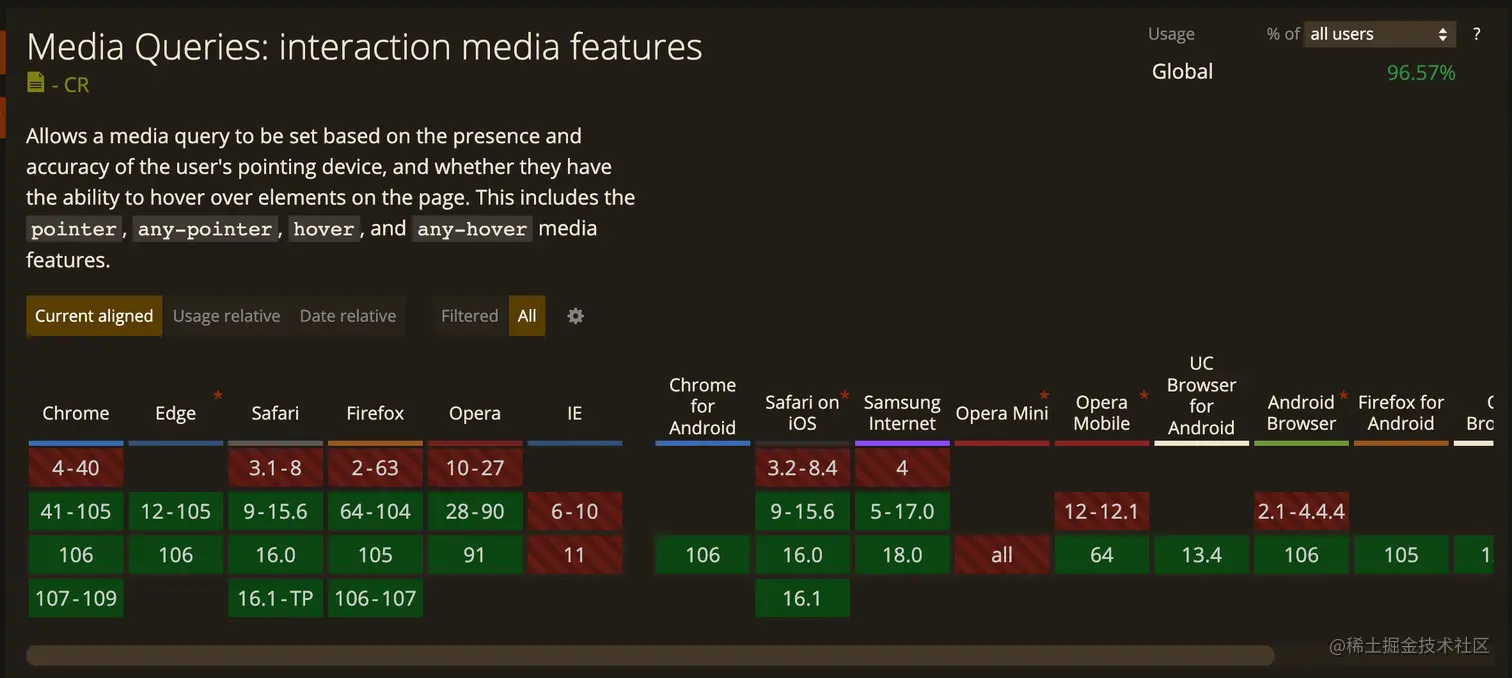 Media Queries: interaction media features
Usage % of all users ?
- CR
Global 96.57%
Allows a media query to be set based on the presence and
accuracy of the user's pointing device, and whether they have
the ability to hover over elements on the page. This includes the
pointer, any-pointer, hover, and any-hover media
features.
Current aligned Usage relative Date relative Filtered All
Chrome Edge * Safari Firefox Opera IE Chrome for Android Safari on iOS * Samsung Internet Opera Mini * Opera Mobile * UC Browser for Android Android Browser * Firefox for Android
4-40 3.1-8 2-63 10-27 3.2-8.4 4
41-105 12-105 9-15.6 64-104 28-90 6-10 9-15.6 5-17.0 12-12.1 2.1-4.4.4
106 106 16.0 105 91 11 106 16.0 18.0 all 64 13.4 106 105
107-109 16.1-TP 106-107 16.1
@稀土掘金技术社区